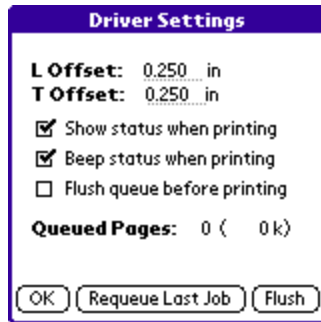 Driver Settings
L Offset: 0.250 in
T Offset: 0.250 in
Show status when printing
Beep status when printing
Flush queue before printing
Queued Pages: 0 ( 0 k)
OK Requeue Last Job Flush